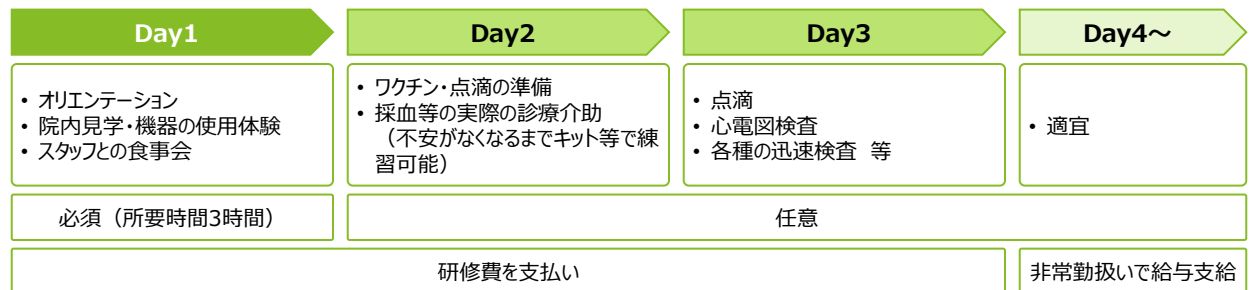 Day1
Day2
Day3
Day4～
• オリエンテーション
• 院内見学・機器の使用体験
• スタッフとの食事会
• ワクチン・点滴の準備
• 採血等の実際の診療介助
（不安がなくなるまでキット等で練
習可能）
• 点滴
• 心電図検査
• 各種の迅速検査　等
• 適宜
必須（所要時間3時間）
任意
研修費を支払い
非常勤扱いで給与支給